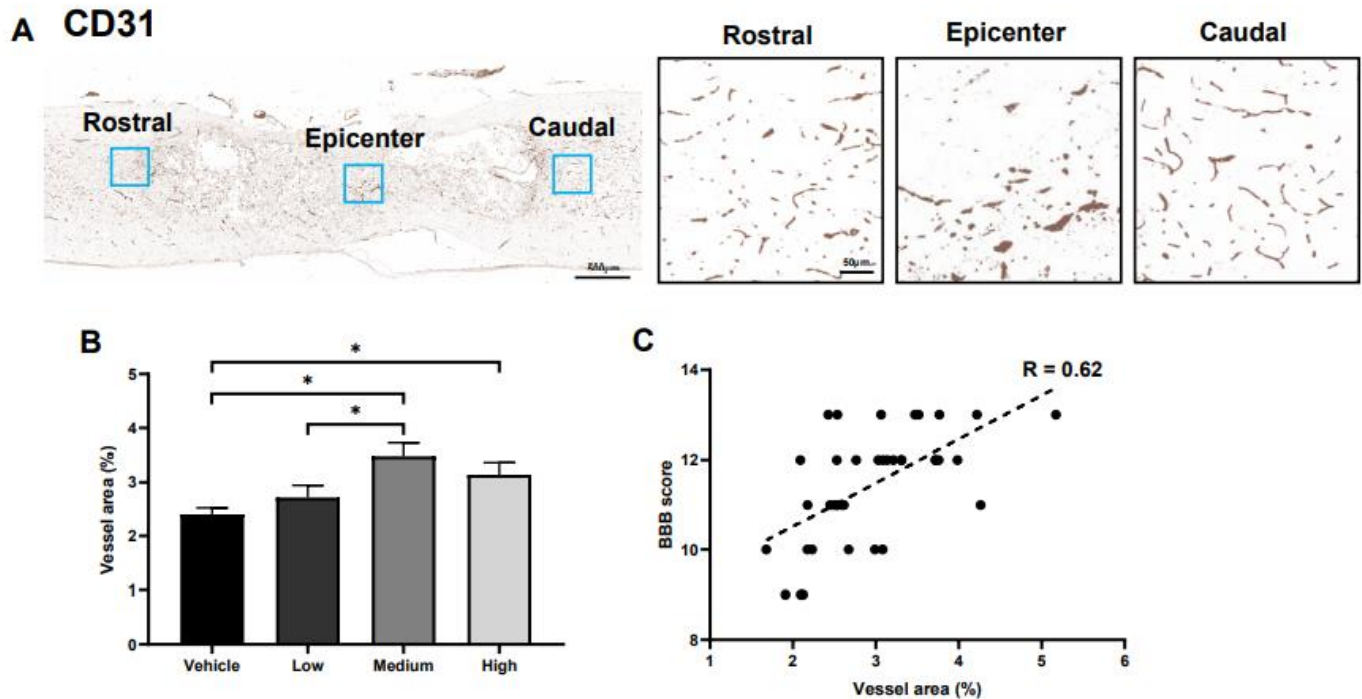 A CD31
Rostral
Epicenter
Caudal
Rostral
Epicenter
Caudal
50µm
B
*
*
*
Vessel area (%)
5
4
3
2
1
0
Vehicle
Low
Medium
High
C
R = 0.62
BBB score
14
12
10
8
1
2
3
4
5
6
Vessel area (%)